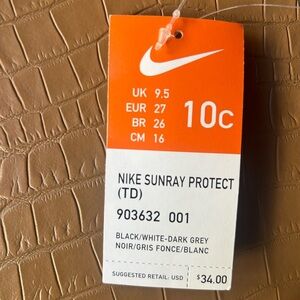 UK 9.5
EUR 27
BR 26
CM 16
10C
NIKE SUNRAY PROTECT
(TD)
903632 001
BLACK/WHITE-DARK GREY
NOIR/GRIS FONCE/BLANC
SUGGESTED RETAIL: USD $34.00